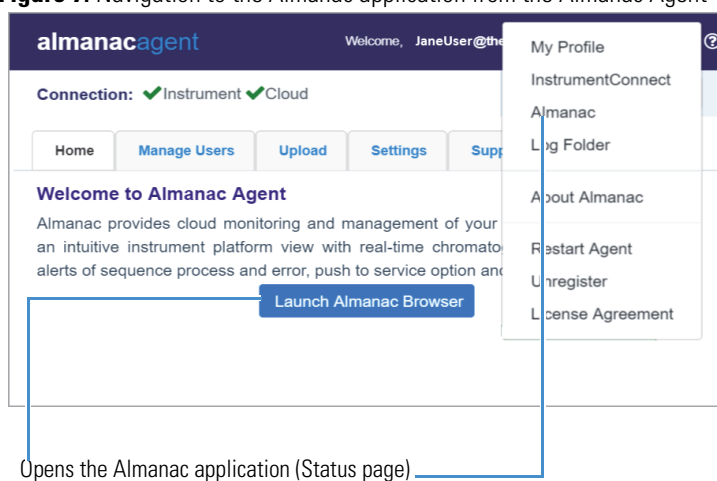 Figure 7. Navigation to the Almanac application from the Almanac Agent
almanacagent
Welcome, JaneUser@the
Connection: Instrument Cloud
Home
Manage Users
Upload
Settings
Supp
My Profile
InstrumentConnect
Almanac
Log Folder
About Almanac
Restart Agent
Unregister
License Agreement
Welcome to Almanac Agent
Almanac provides cloud monitoring and management of your
an intuitive instrument platform view with real-time chromato
alerts of sequence process and error, push to service option and
Launch Almanac Browser
Opens the Almanac application (Status page)